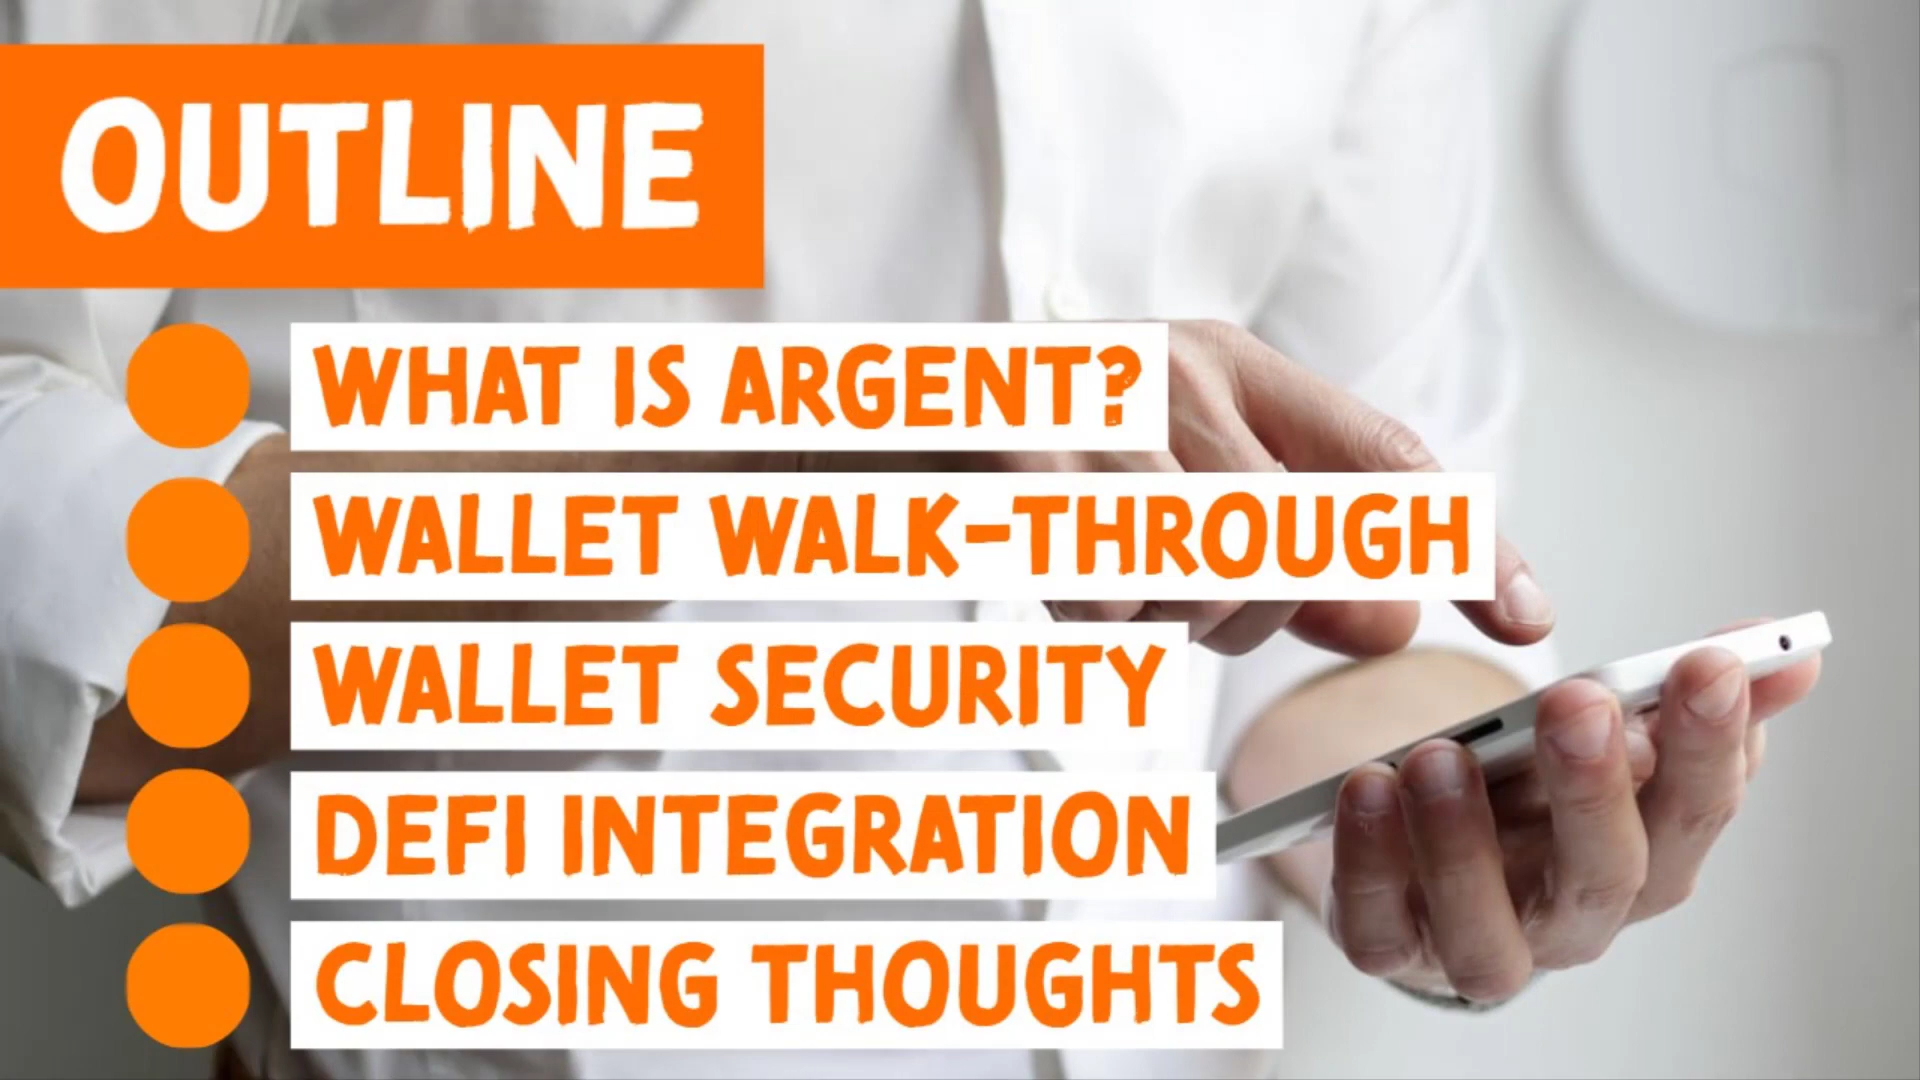 OUTLINE
WHAT IS ARGENT?
WALLET WALK-THROUGH
WALLET SECURITY
DEFI INTEGRATION
CLOSING THOUGHTS